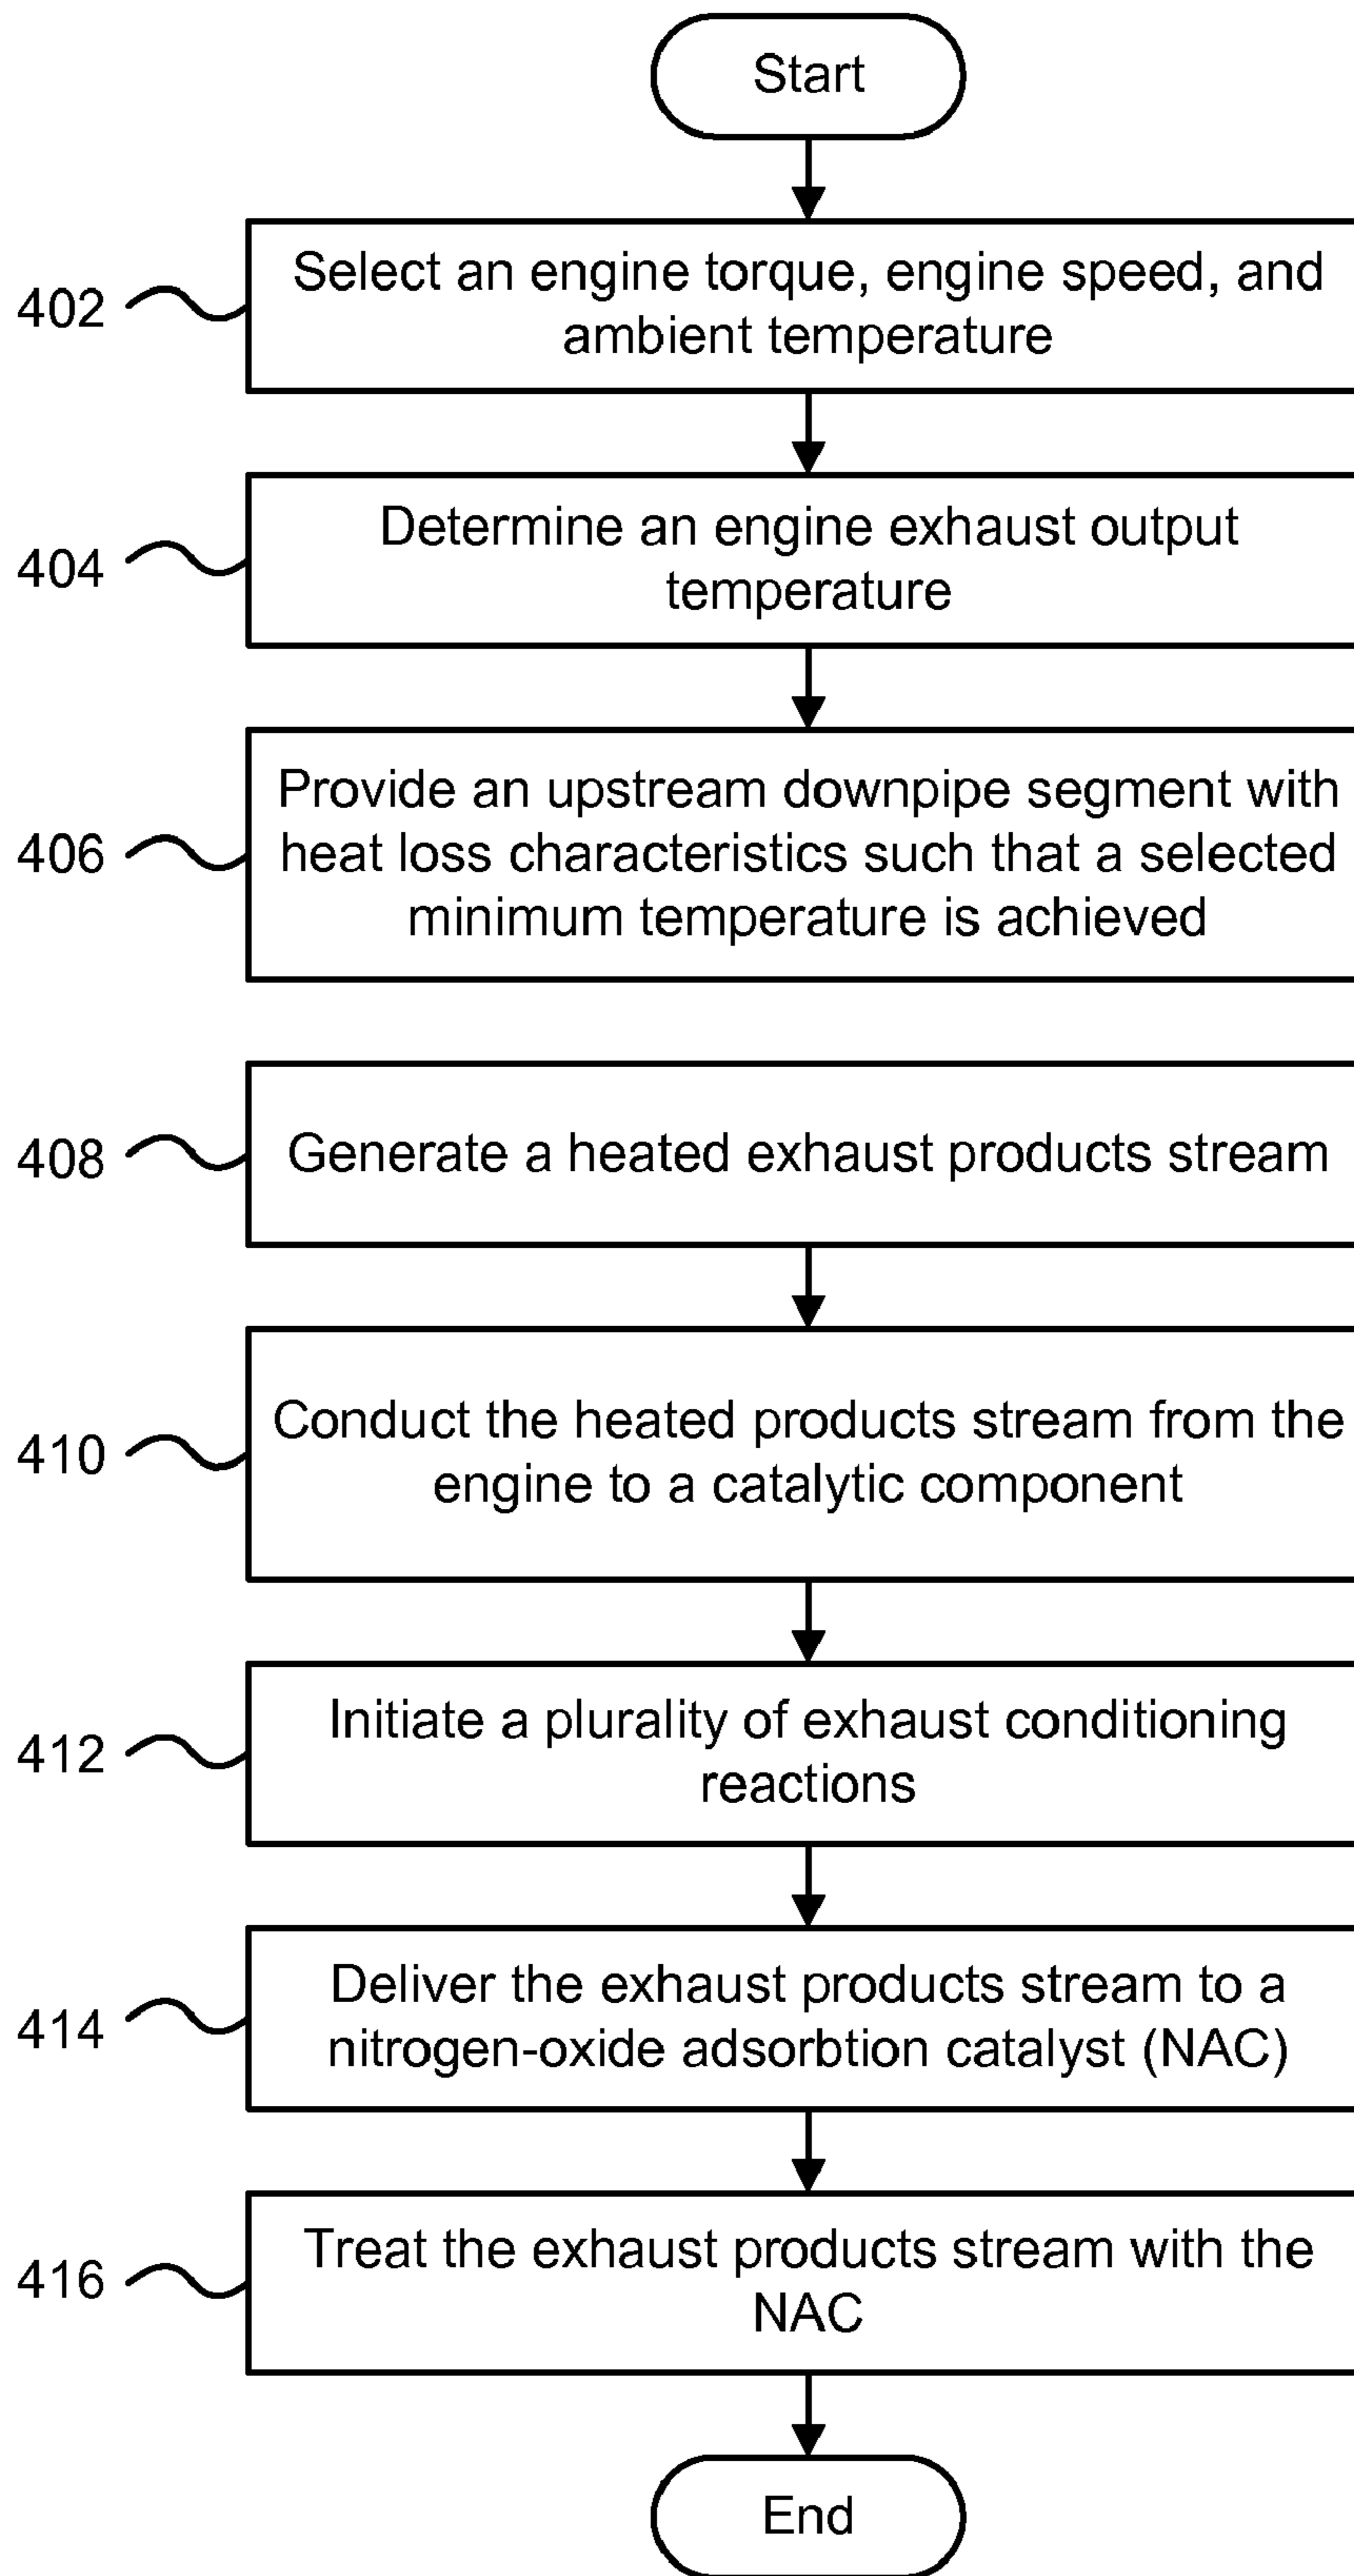 Start
402
Select an engine torque, engine speed, and
ambient temperature
404
Determine an engine exhaust output
temperature
406
Provide an upstream downpipe segment with
heat loss characteristics such that a selected
minimum temperature is achieved
408
Generate a heated exhaust products stream
410
Conduct the heated products stream from the
engine to a catalytic component
412
Initiate a plurality of exhaust conditioning
reactions
414
Deliver the exhaust products stream to a
nitrogen-oxide adsorbtion catalyst (NAC)
416
Treat the exhaust products stream with the
NAC
End